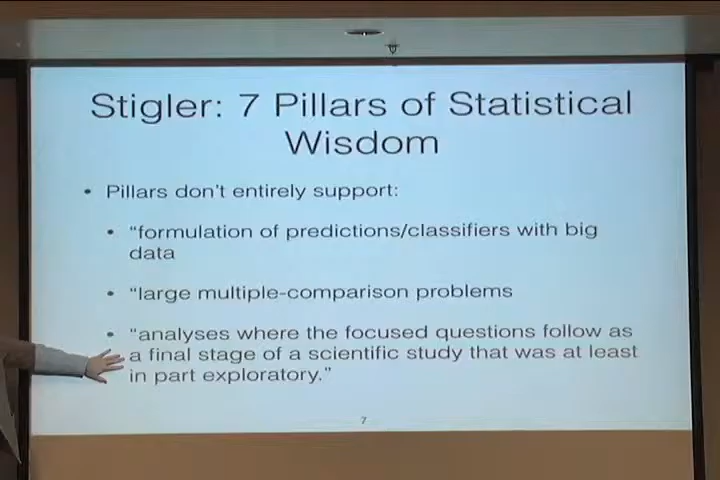 Stigler: 7 Pillars of Statistical
Wisdom
• Pillars don't entirely support:
• “formulation of predictions/classifiers with big
data
• “large multiple-comparison problems
• “analyses where the focused questions follow as
a final stage of a scientific study that was at least
in part exploratory.”
7